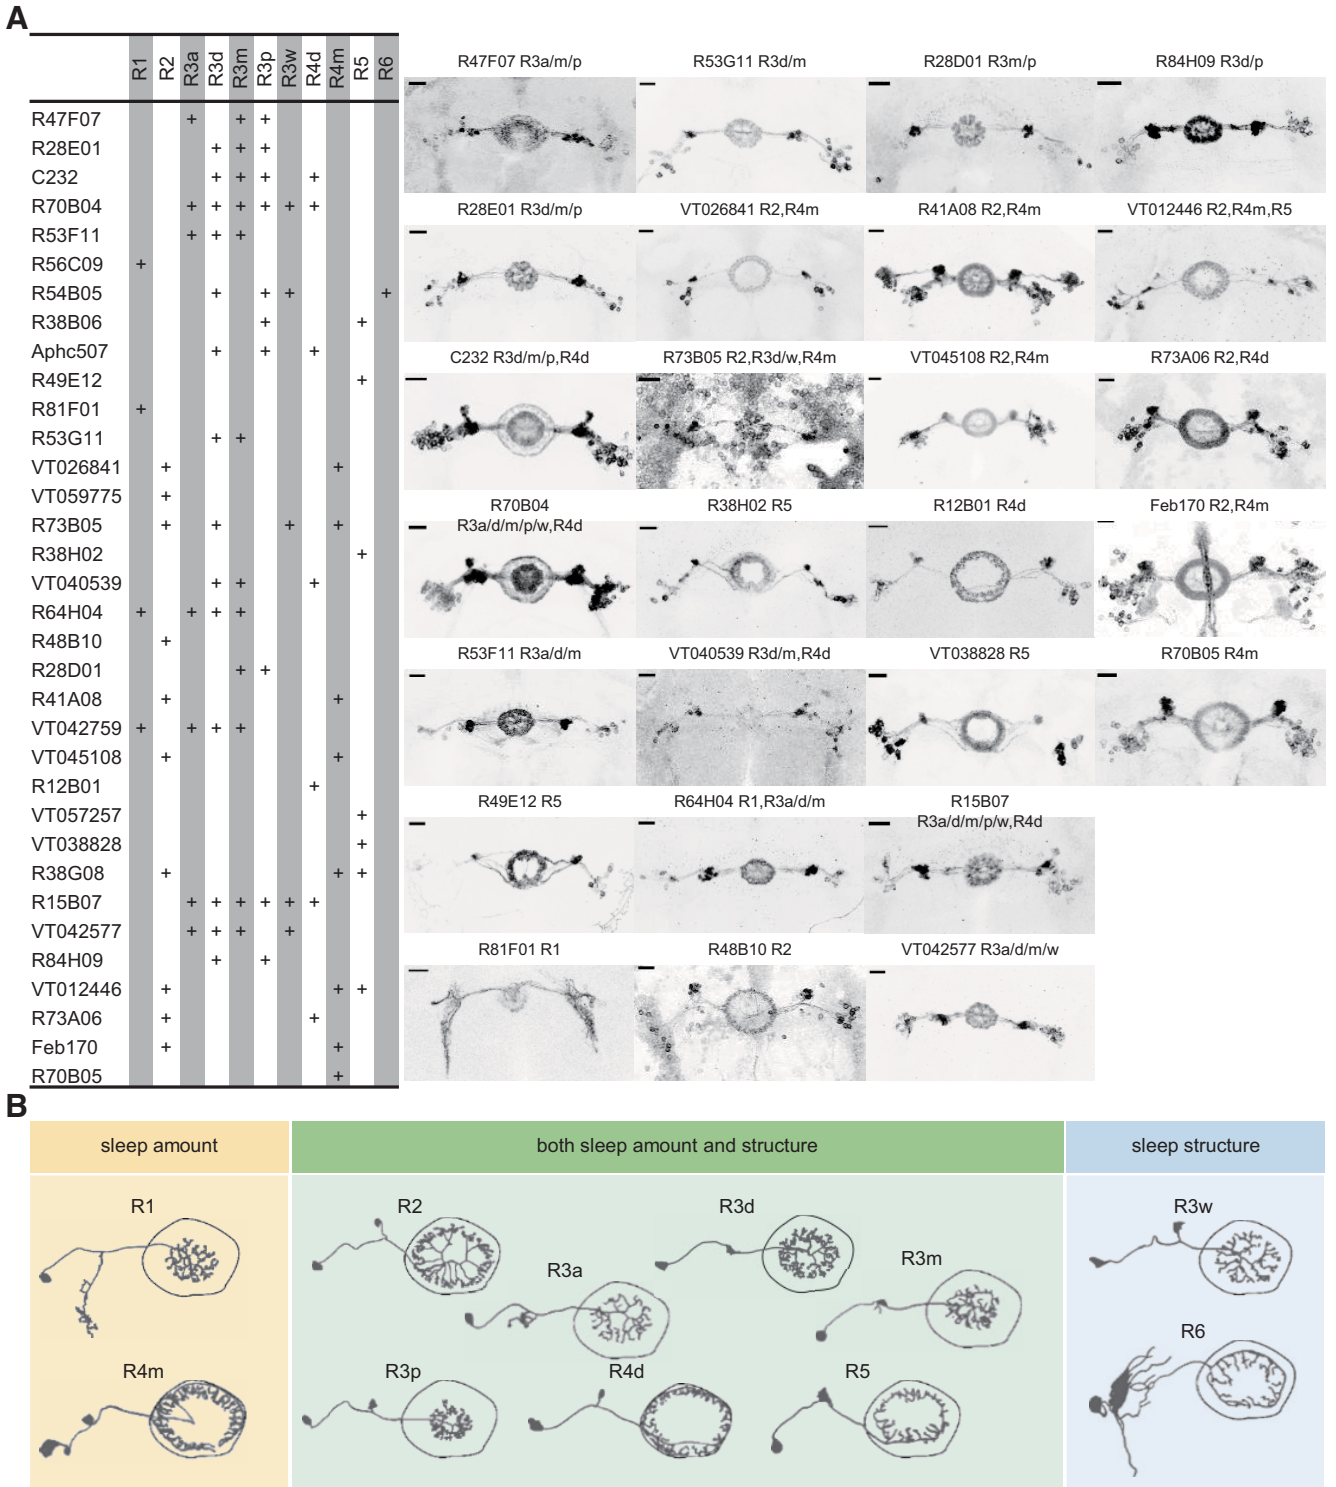 A
R1 R2 R3a R3d R3m R3p R3w R4d R4m R5 R6
R47F07 + + +
R28E01 + + +
C232 + + + +
R70B04 + + + + + +
R53F11 + + +
R56C09 +
R54B05 + + + +
R38B06 + +
Aphc507 + + +
R49E12 +
R81F01 +
R53G11 + +
VT026841 + +
VT059775 +
R73B05 + + + +
R38H02 +
VT040539 + + +
R64H04 + + + +
R48B10 +
R28D01 + +
R41A08 + +
VT042759 + + + +
VT045108 + +
R12B01 +
VT057257 +
VT038828 +
R38G08 + + +
R15B07 + + + + + +
VT042577 + + + +
R84H09 + +
VT012446 + + +
R73A06 + +
Feb170 + +
R70B05 +
R47F07 R3a/m/p
R53G11 R3d/m
R28D01 R3m/p
R84H09 R3d/p
R28E01 R3d/m/p
VT026841 R2,R4m
R41A08 R2,R4m
VT012446 R2,R4m,R5
C232 R3d/m/p,R4d
R73B05 R2,R3d/w,R4m
VT045108 R2,R4m
R73A06 R2,R4d
R70B04
R3a/d/m/p/w,R4d
R38H02 R5
R12B01 R4d
Feb170 R2,R4m
R53F11 R3a/d/m
VT040539 R3d/m,R4d
VT038828 R5
R70B05 R4m
R49E12 R5
R64H04 R1,R3a/d/m
R15B07
R3a/d/m/p/w,R4d
R81F01 R1
R48B10 R2
VT042577 R3a/d/m/w
B
sleep amount
both sleep amount and structure
sleep structure
R1
R4m
R2
R3d
R3a
R3m
R3p
R4d
R5
R3w
R6